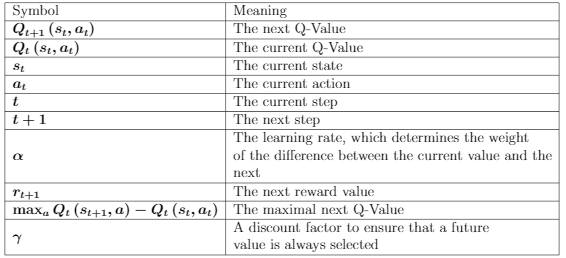 Symbol Meaning
Q_{t+1} (s_t, a_t) The next Q-Value
Q_t (s_t, a_t) The current Q-Value
s_t The current state
a_t The current action
t The current step
t + 1 The next step
α The learning rate, which determines the weight
of the difference between the current value and the
next
r_{t+1} The next reward value
max_a Q_t (s_{t+1}, a) − Q_t (s_t, a_t) The maximal next Q-Value
γ A discount factor to ensure that a future
value is always selected